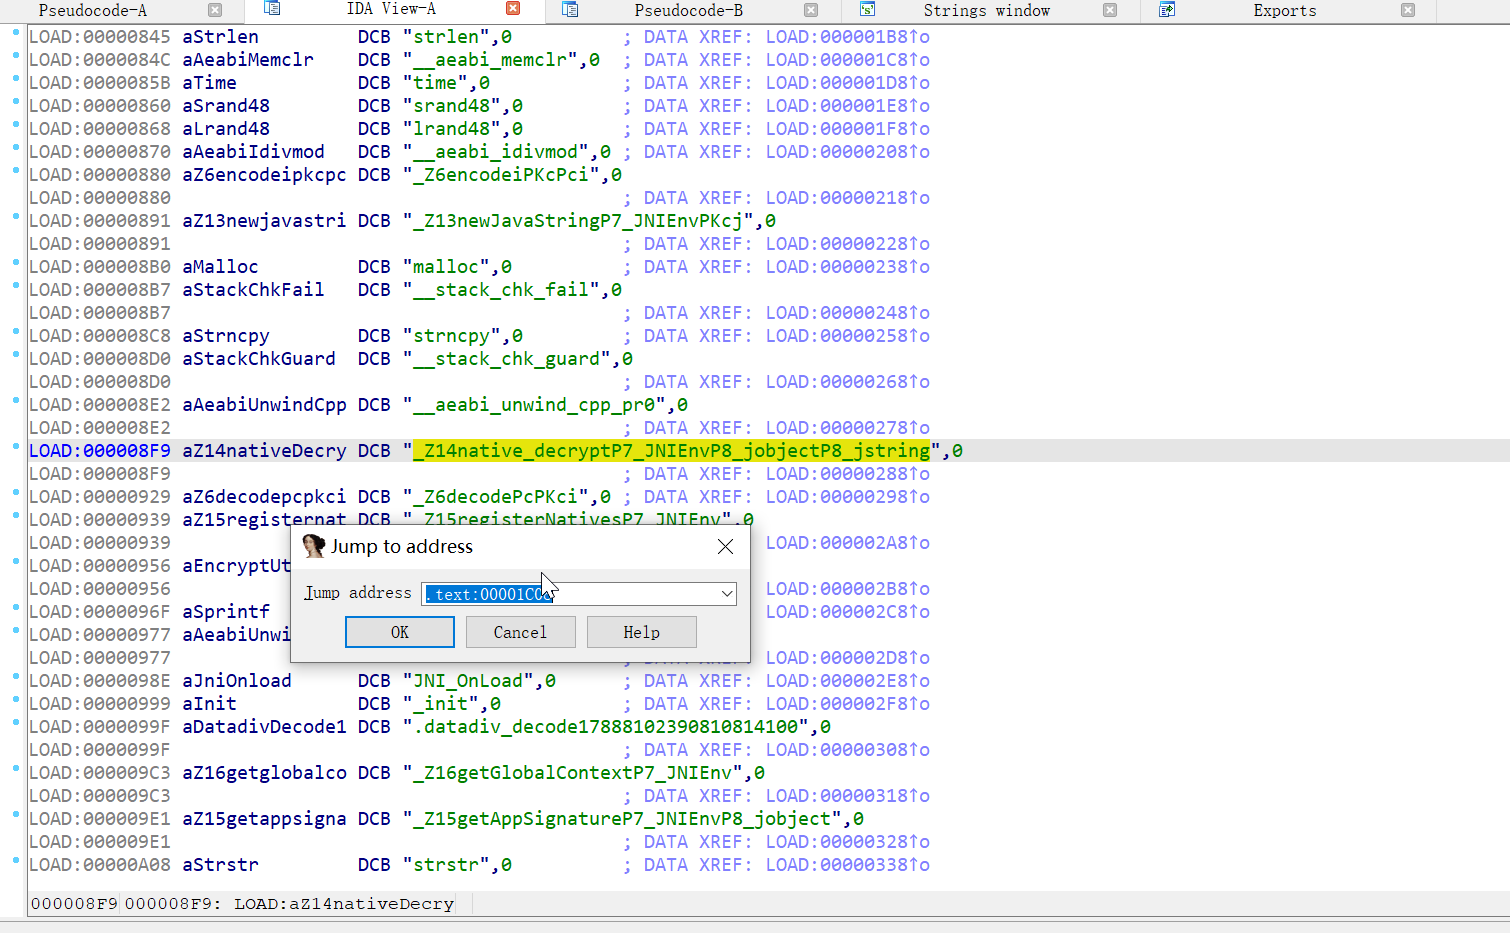 Pseudocode-A IDA View-A Pseudocode-B Strings window Exports
LOAD:00000845 aStrlen DCB "strlen",0 ; DATA XREF: LOAD:000001B8↑o
LOAD:0000084C aAeabiMemclr DCB "__aeabi_memclr",0 ; DATA XREF: LOAD:000001C8↑o
LOAD:0000085B aTime DCB "time",0 ; DATA XREF: LOAD:000001D8↑o
LOAD:00000860 aSrand48 DCB "srand48",0 ; DATA XREF: LOAD:000001E8↑o
LOAD:00000868 aLrand48 DCB "lrand48",0 ; DATA XREF: LOAD:000001F8↑o
LOAD:00000870 aAeabiIdivmod DCB "__aeabi_idivmod",0 ; DATA XREF: LOAD:00000208↑o
LOAD:00000880 aZ6encodeipkcpc DCB "_Z6encodeiPKcPci",0
LOAD:00000880 ; DATA XREF: LOAD:00000218↑o
LOAD:00000891 aZ13newjavastri DCB "_Z13newJavaStringP7_JNIEnvPKcj",0
LOAD:00000891 ; DATA XREF: LOAD:00000228↑o
LOAD:000008B0 aMalloc DCB "malloc",0 ; DATA XREF: LOAD:00000238↑o
LOAD:000008B7 aStackChkFail DCB "__stack_chk_fail",0
LOAD:000008B7 ; DATA XREF: LOAD:00000248↑o
LOAD:000008C8 aStrncpy DCB "strncpy",0 ; DATA XREF: LOAD:00000258↑o
LOAD:000008D0 aStackChkGuard DCB "__stack_chk_guard",0
LOAD:000008D0 ; DATA XREF: LOAD:00000268↑o
LOAD:000008E2 aAeabiUnwindCpp DCB "__aeabi_unwind_cpp_pr0",0
LOAD:000008E2 ; DATA XREF: LOAD:00000278↑o
LOAD:000008F9 aZ14nativeDecry DCB "_Z14native_decryptP7_JNIEnvP8_jobjectP8_jstring",0
LOAD:000008F9 ; DATA XREF: LOAD:00000288↑o
LOAD:00000929 aZ6decodepcpkci DCB "_Z6decodePcPKci",0 ; DATA XREF: LOAD:00000298↑o
LOAD:00000939 aZ15registernat DCB "_Z15registerNativesP7_JNIEnv",0
LOAD:00000939 LOAD:000002A8↑o
LOAD:00000956 aEncryptUt
LOAD:00000956 LOAD:000002B8↑o
LOAD:0000096F aSprintf LOAD:000002C8↑o
LOAD:00000977 aAeabiUnwi
LOAD:00000977 ; DATA XREF: LOAD:000002D8↑o
Jump to address
Jump address .text:00001C0
OK Cancel Help
LOAD:0000098E aJniOnload DCB "JNI_OnLoad",0 ; DATA XREF: LOAD:000002E8↑o
LOAD:00000999 aInit DCB "_init",0 ; DATA XREF: LOAD:000002F8↑o
LOAD:0000099F aDatadivDecode1 DCB ".datadiv_decode17888102390810814100",0
LOAD:0000099F ; DATA XREF: LOAD:00000308↑o
LOAD:000009C3 aZ16getglobalco DCB "_Z16getGlobalContextP7_JNIEnv",0
LOAD:000009C3 ; DATA XREF: LOAD:00000318↑o
LOAD:000009E1 aZ15getappsigna DCB "_Z15getAppSignatureP7_JNIEnvP8_jobject",0
LOAD:000009E1 ; DATA XREF: LOAD:00000328↑o
LOAD:00000A08 aStrstr DCB "strstr",0 ; DATA XREF: LOAD:00000338↑o
000008F9 000008F9: LOAD:aZ14nativeDecry